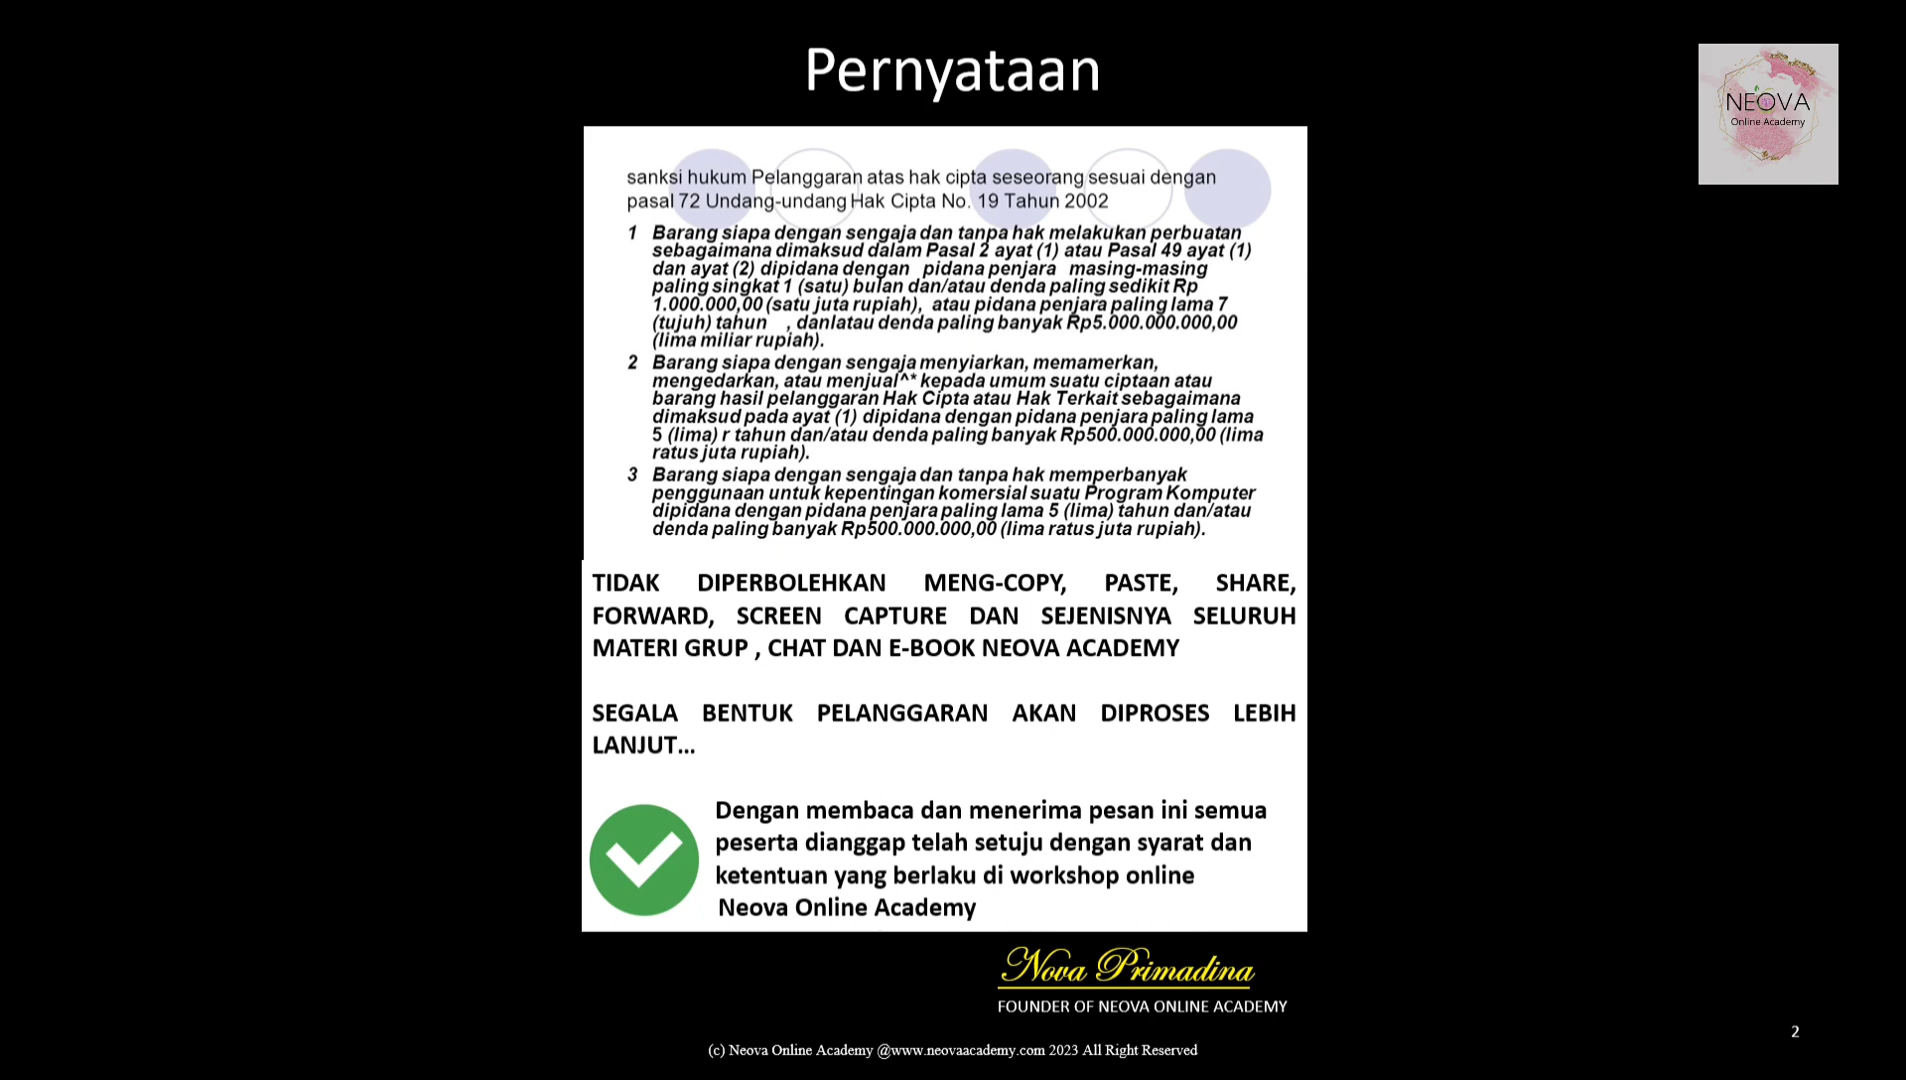 Pernyataan
NEOVA
Online Academy
sanksi hukum Pelanggaran atas hak cipta seseorang sesuai dengan
pasal 72 Undang-undang Hak Cipta No. 19 Tahun 2002
1 Barang siapa dengan sengaja dan tanpa hak melakukan perbuatan
sebagaimana dimaksud dalam Pasal 2 ayat (1) atau Pasal 49 ayat (1)
dan ayat (2) dipidana dengan pidana penjara masing-masing
paling singkat 1 (satu) bulan dan/atau denda paling sedikit Rp
1.000.000,00 (satu juta rupiah), atau pidana penjara paling lama 7
(tujuh) tahun , danlatau denda paling banyak Rp5.000.000.000,00
(lima miliar rupiah).
2 Barang siapa dengan sengaja menyiarkan, memamerkan,
mengedarkan, atau menjual^* kepada umum suatu ciptaan atau
barang hasil pelanggaran Hak Cipta atau Hak Terkait sebagaimana
dimaksud pada ayat (1) dipidana dengan pidana penjara paling lama
5 (lima) r tahun dan/atau denda paling banyak Rp500.000.000,00 (lima
ratus juta rupiah).
3 Barang siapa dengan sengaja dan tanpa hak memperbanyak
penggunaan untuk kepentingan komersial suatu Program Komputer
dipidana dengan pidana penjara paling lama 5 (lima) tahun dan/atau
denda paling banyak Rp500.000.000,00 (lima ratus juta rupiah).
TIDAK DIPERBOLEHKAN MENG-COPY, PASTE, SHARE,
FORWARD, SCREEN CAPTURE DAN SEJENISNYA SELURUH
MATERI GRUP , CHAT DAN E-BOOK NEOVA ACADEMY
SEGALA BENTUK PELANGGARAN AKAN DIPROSES LEBIH
LANJUT...
Dengan membaca dan menerima pesan ini semua
peserta dianggap telah setuju dengan syarat dan
ketentuan yang berlaku di workshop online
Neova Online Academy
Nova Primadina
FOUNDER OF NEOVA ONLINE ACADEMY
2
(c) Neova Online Academy @www.neovaacademy.com 2023 All Right Reserved